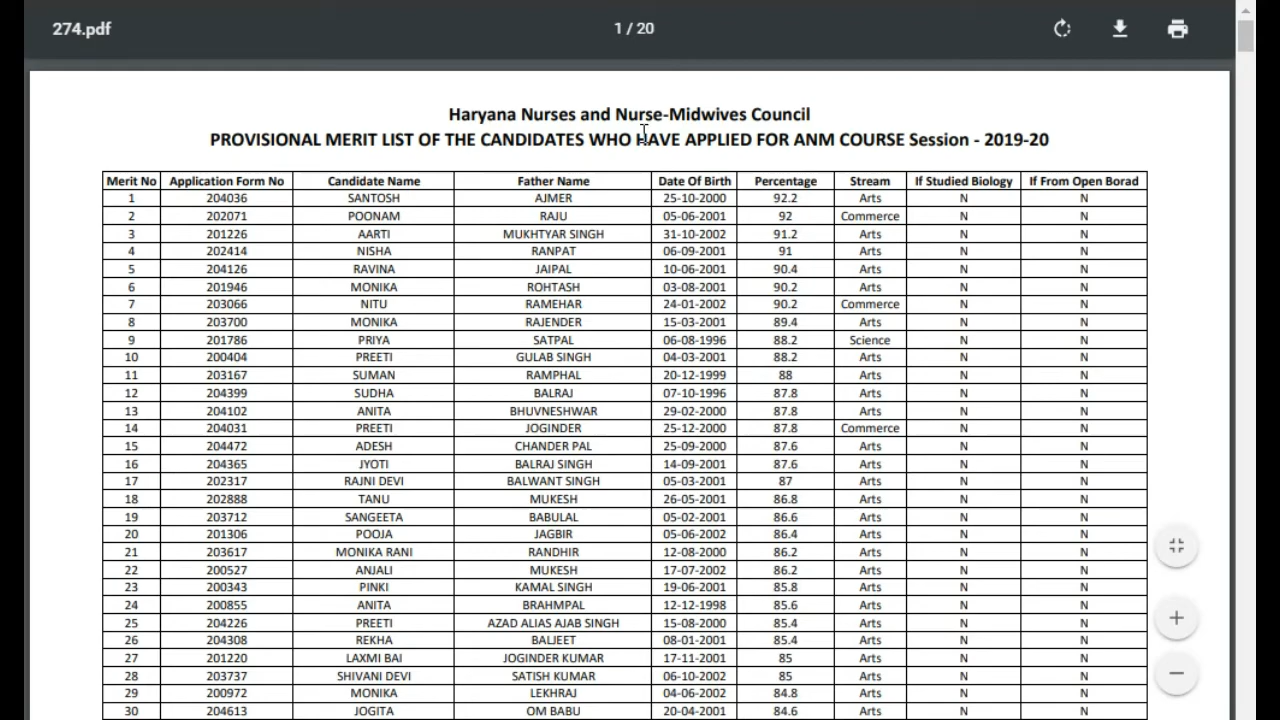 274.pdf
1 / 20
Haryana Nurses and Nurse-Midwives Council
PROVISIONAL MERIT LIST OF THE CANDIDATES WHO HAVE APPLIED FOR ANM COURSE Session - 2019-20
Merit No Application Form No Candidate Name Father Name Date Of Birth Percentage Stream If Studied Biology If From Open Borad
1 204036 SANTOSH AJMER 25-10-2000 92.2 Arts N N
2 202071 POONAM RAJU 05-06-2001 92 Commerce N N
3 201226 AARTI MUKHTYAR SINGH 31-10-2002 91.2 Arts N N
4 202414 NISHA RANPAT 06-09-2001 91 Arts N N
5 204126 RAVINA JAIPAL 10-06-2001 90.4 Arts N N
6 201946 MONIKA ROHTASH 03-08-2001 90.2 Arts N N
7 203066 NITU RAMEHAR 24-01-2002 90.2 Commerce N N
8 203700 MONIKA RAJENDER 15-03-2001 89.4 Arts N N
9 201786 PRIYA SATPAL 06-08-1996 88.2 Science N N
10 200404 PREETI GULAB SINGH 04-03-2001 88.2 Arts N N
11 203167 SUMAN RAMPHAL 20-12-1999 88 Arts N N
12 204399 SUDHA BALRAJ 07-10-1996 87.8 Arts N N
13 204102 ANITA BHUVNESHWAR 29-02-2000 87.8 Arts N N
14 204031 PREETI JOGINDER 25-12-2000 87.8 Commerce N N
15 204472 ADESH CHANDER PAL 25-09-2000 87.6 Arts N N
16 204365 JYOTI BALRAJ SINGH 14-09-2001 87.6 Arts N N
17 202317 RAJNI DEVI BALWANT SINGH 05-03-2001 87 Arts N N
18 202888 TANU MUKESH 26-05-2001 86.8 Arts N N
19 203712 SANGEETA BABULAL 05-02-2001 86.6 Arts N N
20 201306 POOJA JAGBIR 05-06-2002 86.4 Arts N N
21 203617 MONIKA RANI RANDHIR 12-08-2000 86.2 Arts N N
22 200527 ANJALI MUKESH 17-07-2002 86.2 Arts N N
23 200343 PINKI KAMAL SINGH 19-06-2001 85.8 Arts N N
24 200855 ANITA BRAHMPAL 12-12-1998 85.6 Arts N N
25 204226 PREETI AZAD ALIAS AJAB SINGH 15-08-2000 85.4 Arts N N
26 204308 REKHA BALJEET 08-01-2001 85.4 Arts N N
27 201220 LAXMI BAI JOGINDER KUMAR 17-11-2001 85 Arts N N
28 203737 SHIVANI DEVI SATISH KUMAR 06-10-2002 85 Arts N N
29 200972 MONIKA LEKHRAJ 04-06-2002 84.8 Arts N N
30 204613 JOGITA OM BABU 20-04-2001 84.6 Arts N N